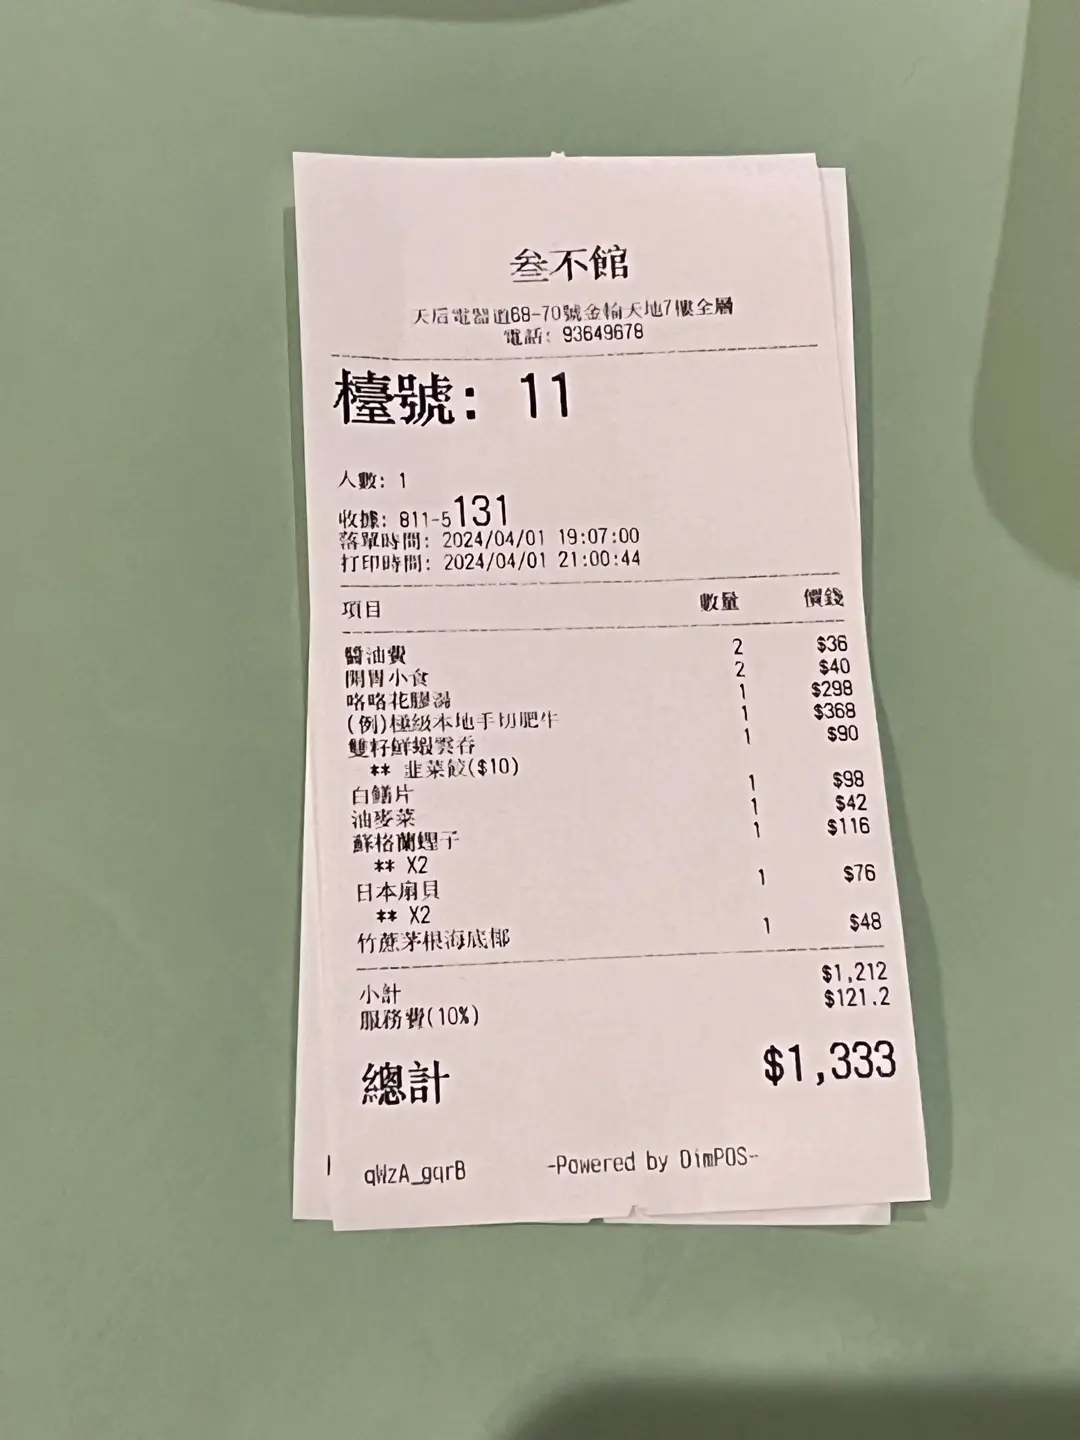 叁不館
天后電器道68-70號金輪天地7樓全層
電話: 93649678
檯號: 11
人數: 1
收據: 811-5131
落單時間: 2024/04/01 19:07:00
打印時間: 2024/04/01 21:00:44
項目 數量 價錢
醬油費 2 $36
開胃小食 2 $40
咯咯花膠湯 1 $298
(例)極級本地手切肥牛 1 $368
雙籽鮮蝦雲吞 1 $90
** 韭菜餃($10)
白鱔片 1 $98
油麥菜 1 $42
蘇格蘭蟶子 1 $116
** X2
日本扇貝 1 $76
** X2
竹蔗茅根海底椰 1 $48
小計 $1,212
服務費(10%) $121.2
總計 $1,333
qWzA_gqrB -Powered by DimPOS-